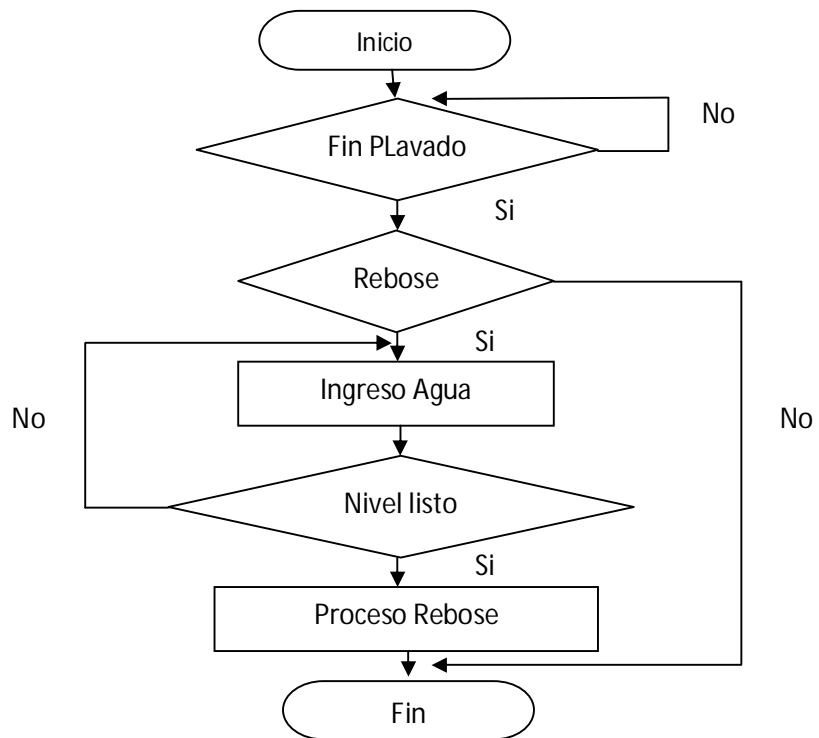 Inicio
No
Fin PLavado
Si
Rebose
Si
Ingreso Agua
No
No
Nivel listo
Si
Proceso Rebose
Fin